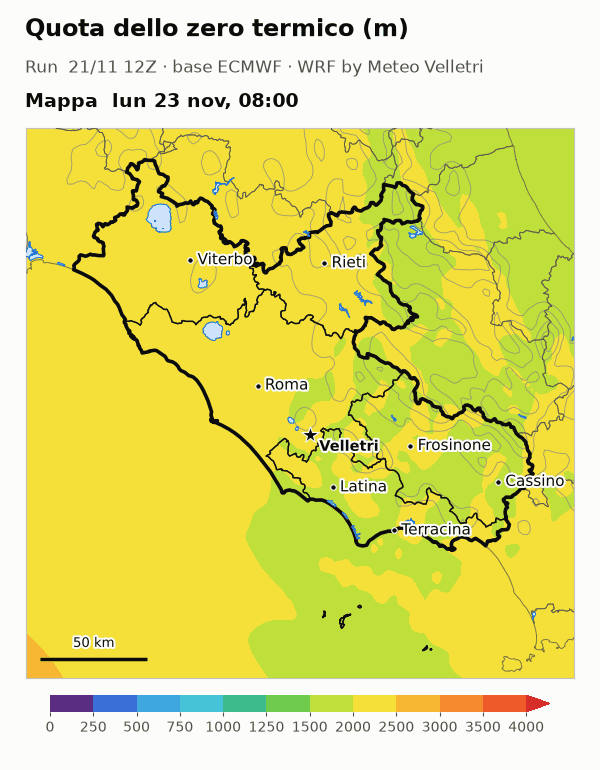 Quota dello zero termico (m)
Run 21/11 12Z · base ECMWF · WRF by Meteo Velletri
Mappa lun 23 nov, 08:00
Viterbo
Rieti
Roma
Velletri
Frosinone
Cassino
Latina
Terracina
50 km
0 250 500 750 1000 1250 1500 2000 2500 3000 3500 4000